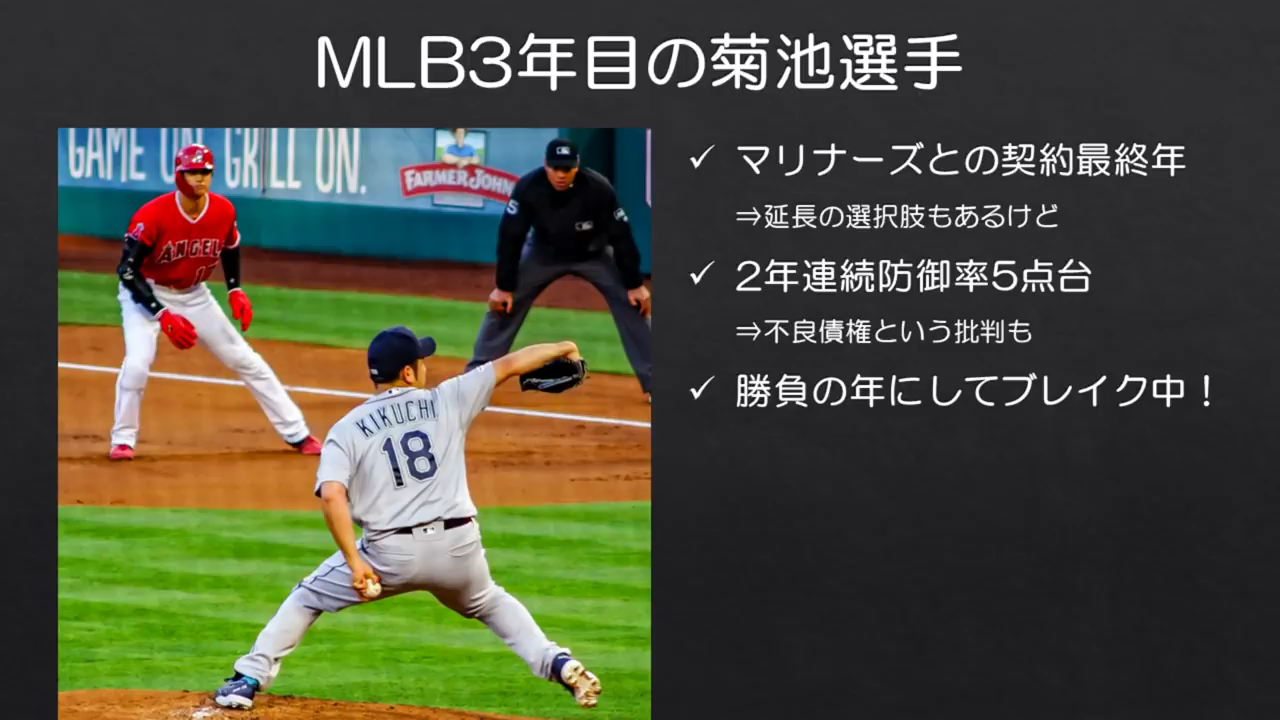 MLB3年目の菊池選手
GAME ON. GRILL ON.
FARMER JOHN
5
ANGEL
KIKUCHI
18
✓ マリナーズとの契約最終年
⇒延長の選択肢もあるけど
✓ 2年連続防御率5点台
⇒不良債権という批判も
✓ 勝負の年にしてブレイク中！